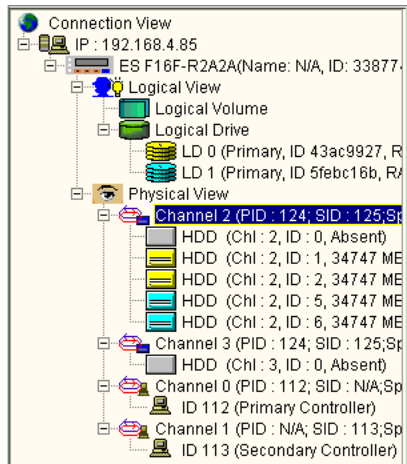 Connection View
IP : 192.168.4.85
ES F16F-R2A2A(Name: N/A, ID: 33877
Logical View
Logical Volume
Logical Drive
LD 0 (Primary, ID 43ac9927, R
LD 1 (Primary, ID 5febc16b, RA
Physical View
Channel 2 (PID : 124; SID : 125;Sp
HDD (Chl : 2, ID : 0, Absent)
HDD (Chl : 2, ID : 1, 34747 ME
HDD (Chl : 2, ID : 2, 34747 ME
HDD (Chl : 2, ID : 5, 34747 ME
HDD (Chl : 2, ID : 6, 34747 ME
Channel 3 (PID : 124; SID : 125;Sp
HDD (Chl : 3, ID : 0, Absent)
Channel 0 (PID : 112; SID : N/A;Sp
ID 112 (Primary Controller)
Channel 1 (PID : N/A; SID : 113;Sp
ID 113 (Secondary Controller)